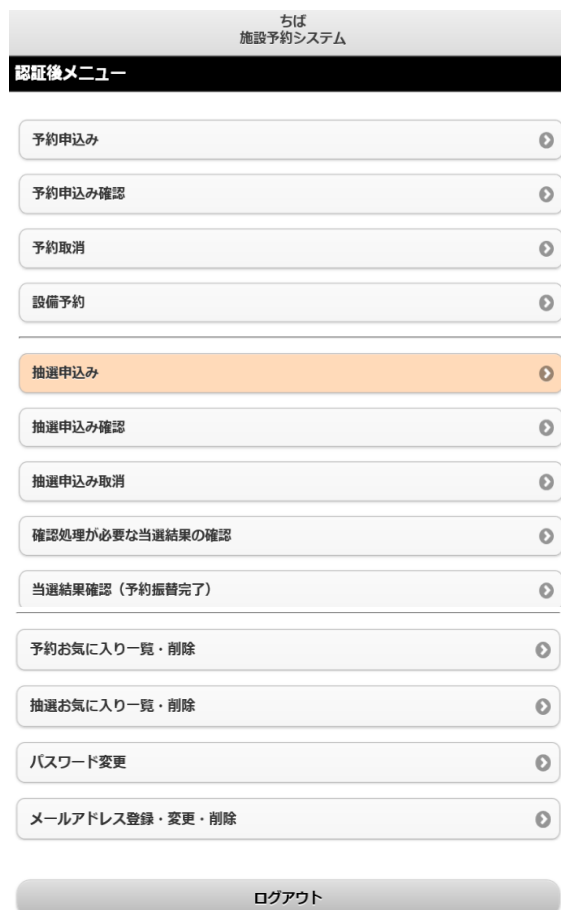 ちば
施設予約システム
認証後メニュー
予約申込み
予約申込み確認
予約取消
設備予約
抽選申込み
抽選申込み確認
抽選申込み取消
確認処理が必要な当選結果の確認
当選結果確認（予約振替完了）
予約お気に入り一覧・削除
抽選お気に入り一覧・削除
パスワード変更
メールアドレス登録・変更・削除
ログアウト